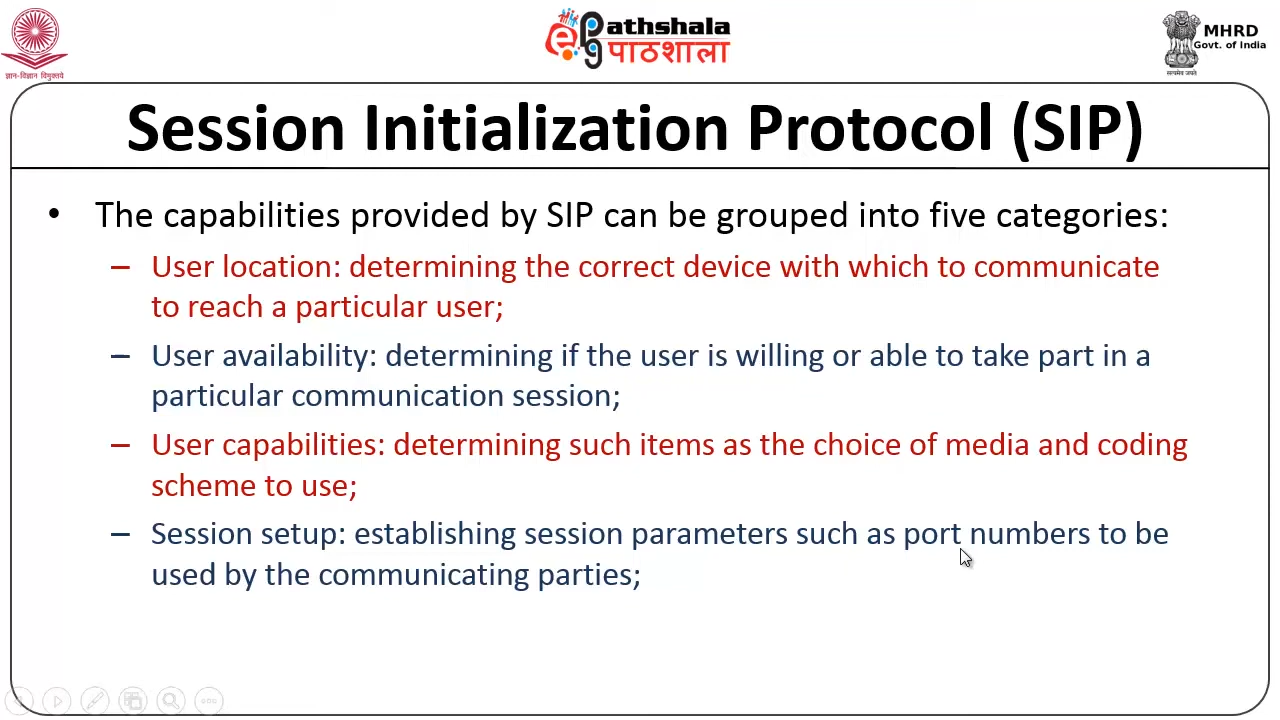 ज्ञान-विज्ञान विमुक्तये
ePathshala
पाठशाला
MHRD
Govt. of India
सत्यमेव जयते
Session Initialization Protocol (SIP)
• The capabilities provided by SIP can be grouped into five categories:
– User location: determining the correct device with which to communicate
to reach a particular user;
– User availability: determining if the user is willing or able to take part in a
particular communication session;
– User capabilities: determining such items as the choice of media and coding
scheme to use;
– Session setup: establishing session parameters such as port numbers to be
used by the communicating parties;